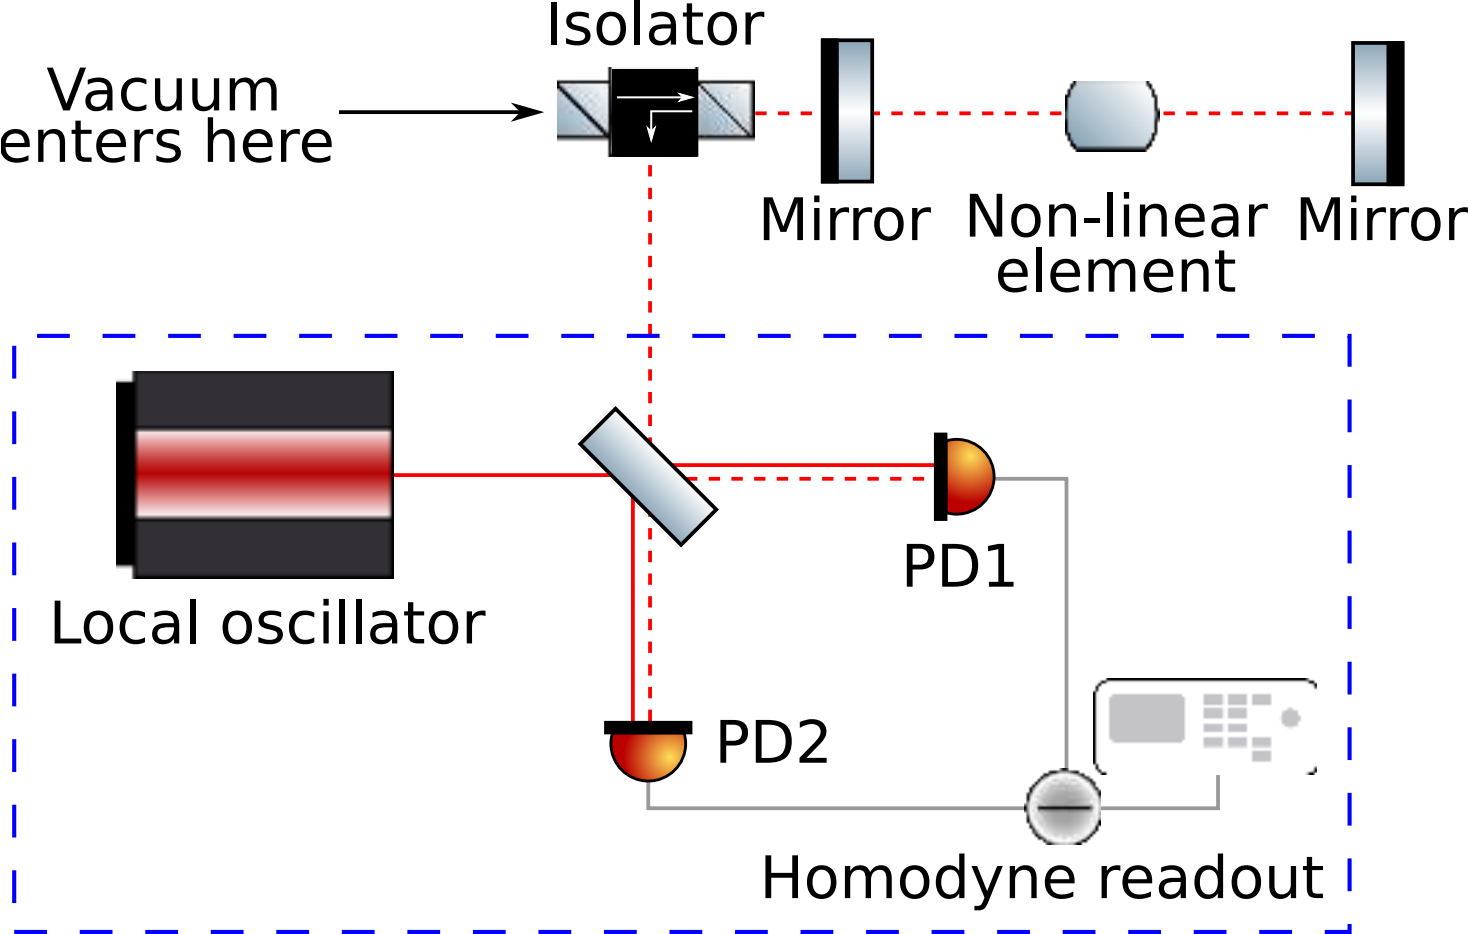 Isolator
Vacuum
enters here
Mirror
Non-linear
element
Mirror
Local oscillator
PD1
PD2
Homodyne readout